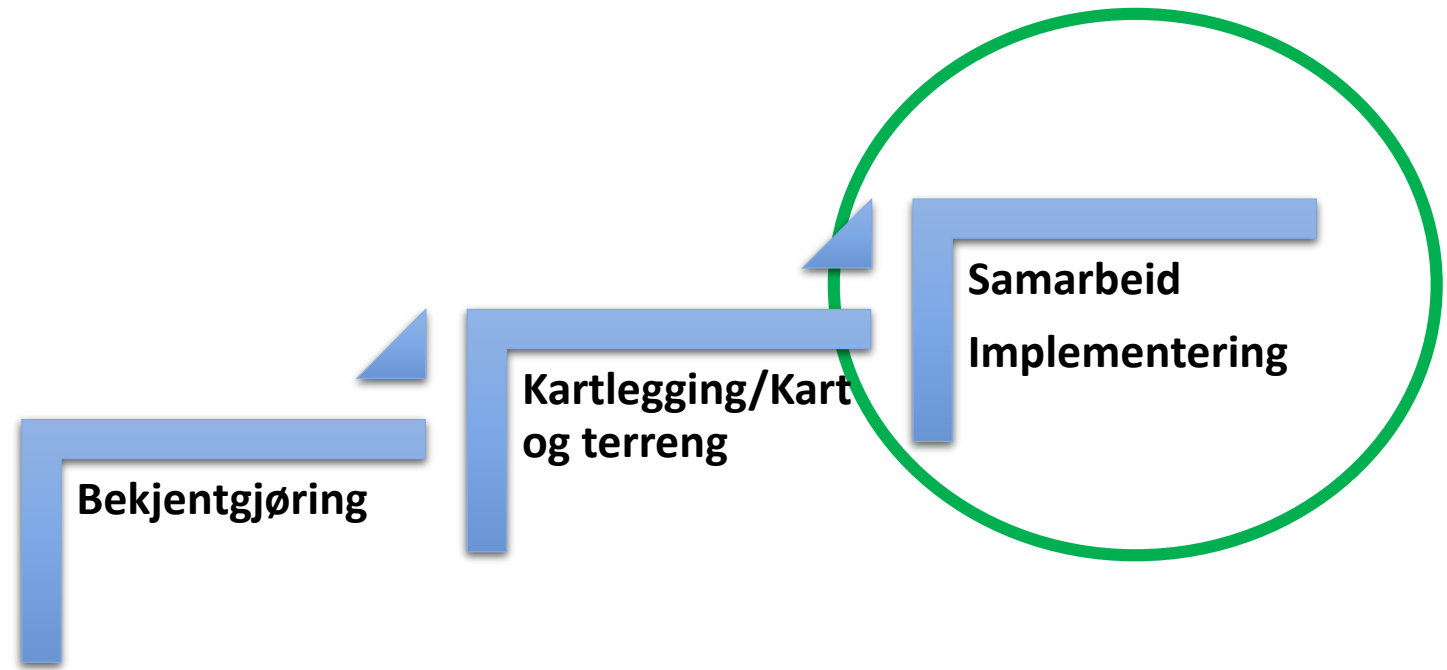 Bekjentgjøring
Kartlegging/Kart
og terreng
Samarbeid
Implementering